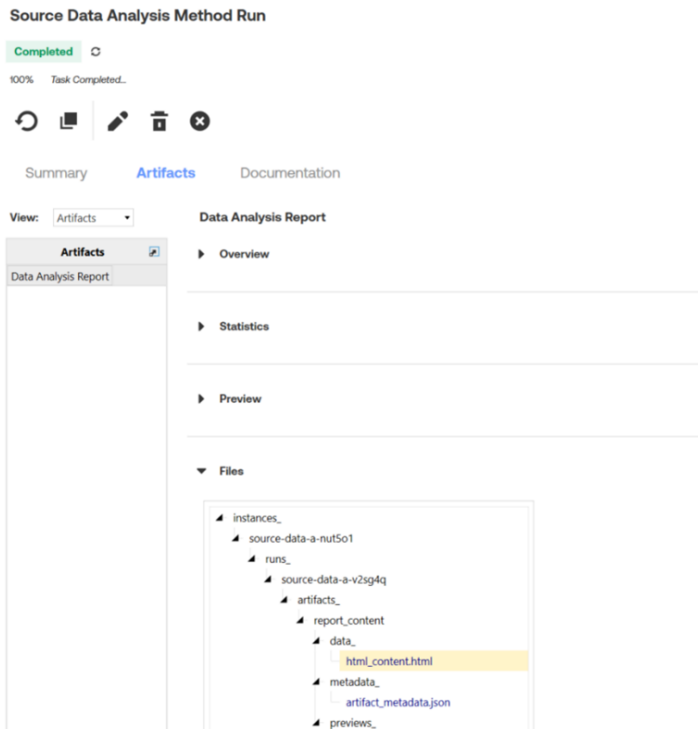 Source Data Analysis Method Run
Completed
100% Task Completed...
Summary Artifacts Documentation
View: Artifacts
Data Analysis Report
Artifacts
Data Analysis Report
Overview
Statistics
Preview
Files
instances_
source-data-a-nut5o1
runs_
source-data-a-v2sg4q
artifacts_
report_content
data_
html_content.html
metadata_
artifact_metadata.json
previews_